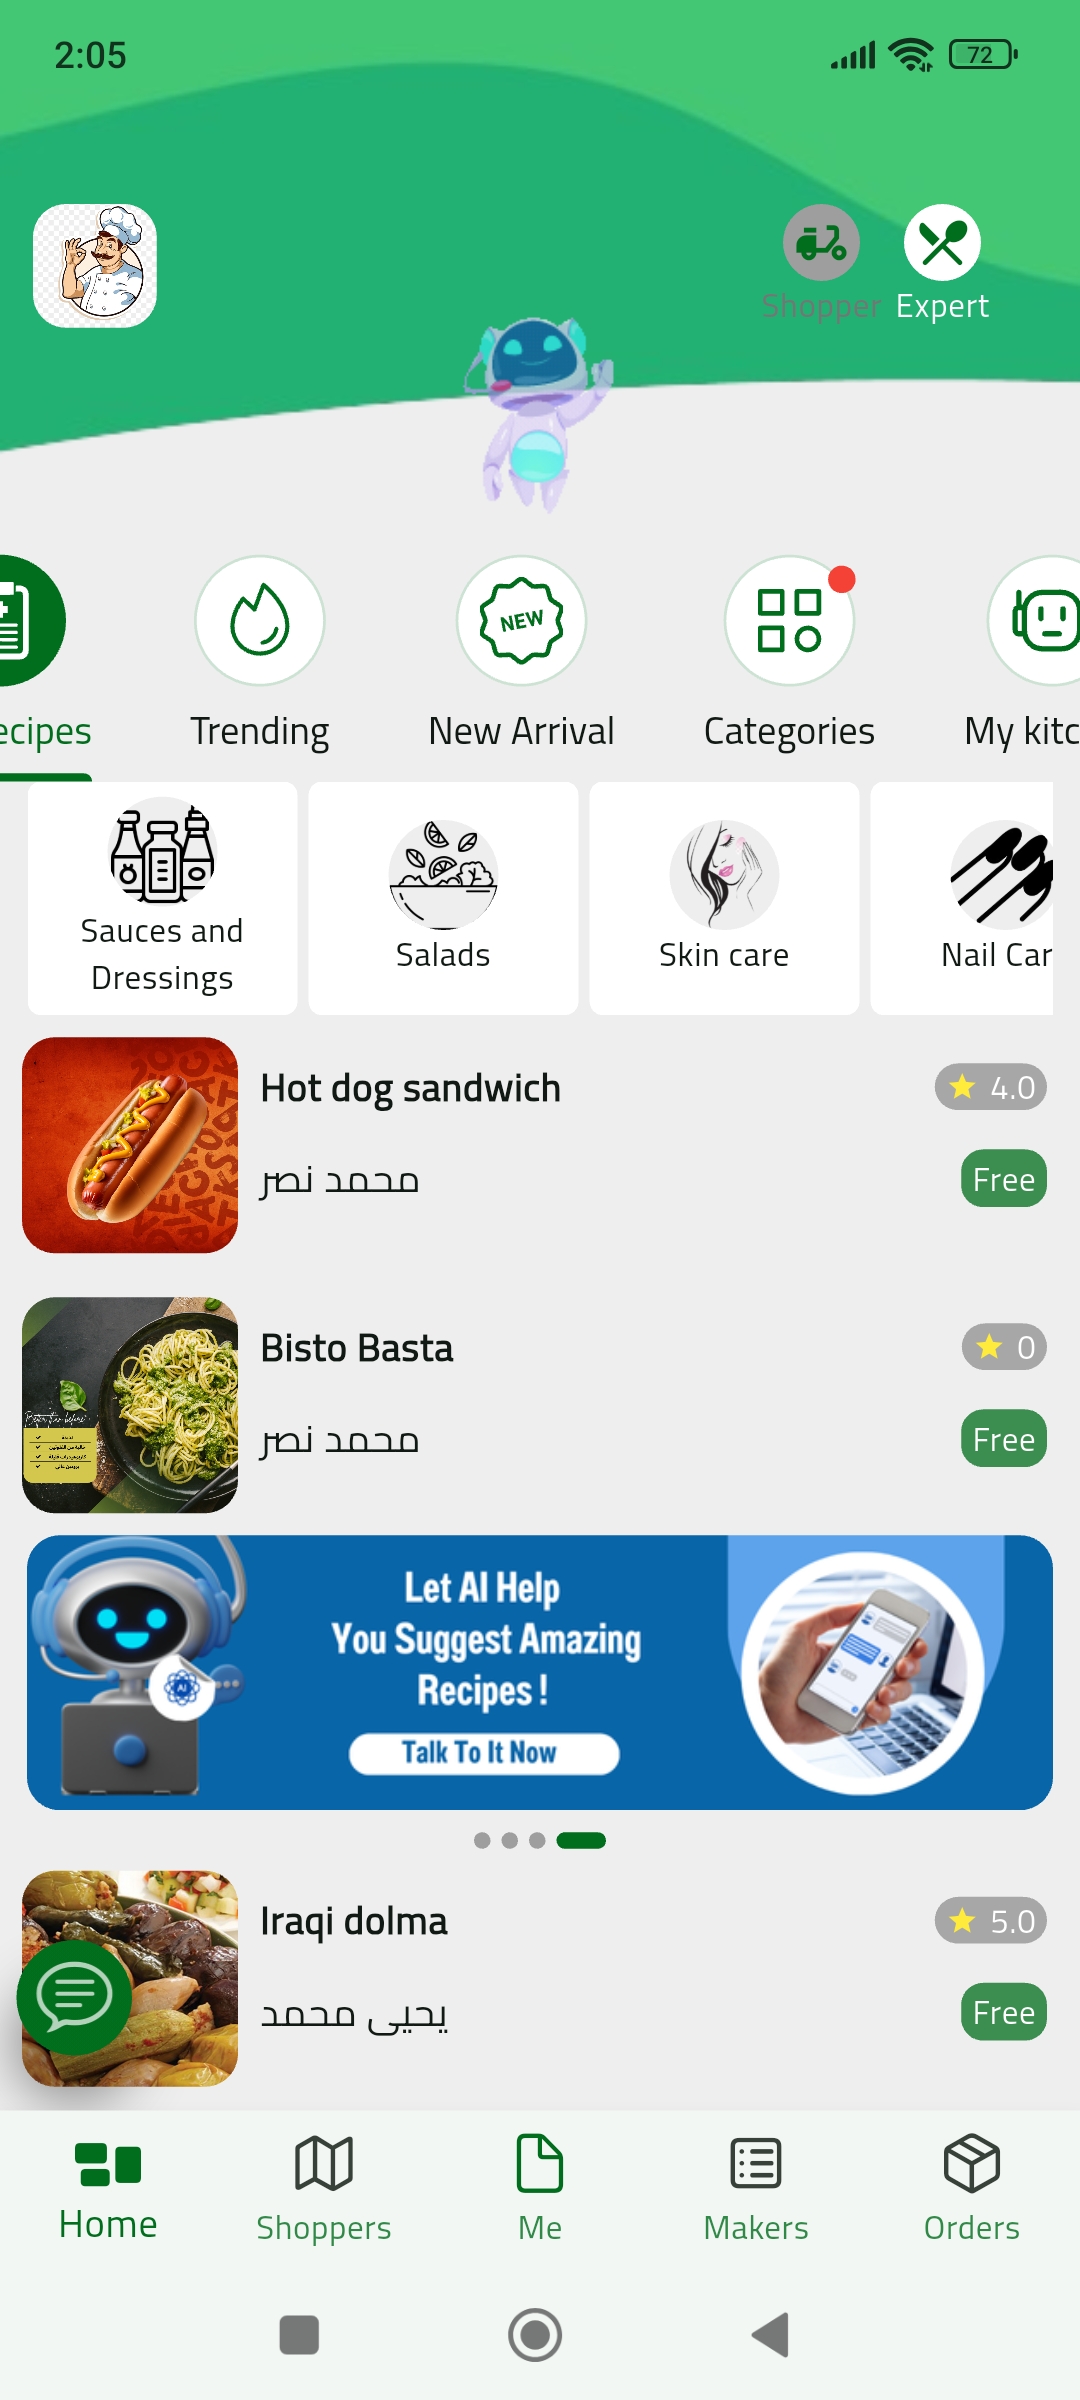 2:05
72
Shopper
Expert
ecipes
Trending
NEW
New Arrival
Categories
My kitc
Sauces and
Dressings
Salads
Skin care
Nail Car
Hot dog sandwich
4.0
محمد نصر
Free
Bisto Basta
0
محمد نصر
Free
Let AI Help
You Suggest Amazing
Recipes !
Talk To It Now
AI
Iraqi dolma
5.0
يحيى محمد
Free
Home
Shoppers
Me
Makers
Orders